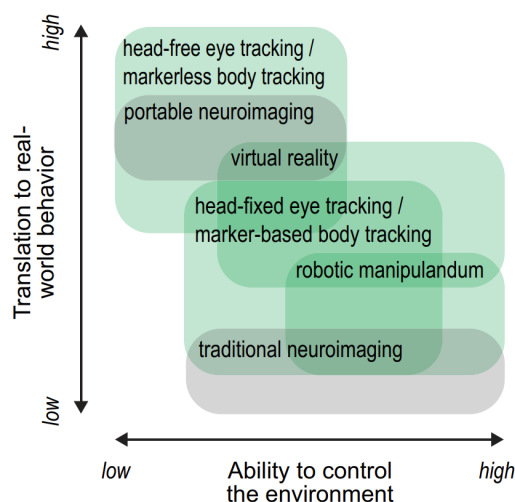 high
Translation to real-
world behavior
low
head-free eye tracking /
markerless body tracking
portable neuroimaging
virtual reality
head-fixed eye tracking /
marker-based body tracking
robotic manipulandum
traditional neuroimaging
low
Ability to control
the environment
high